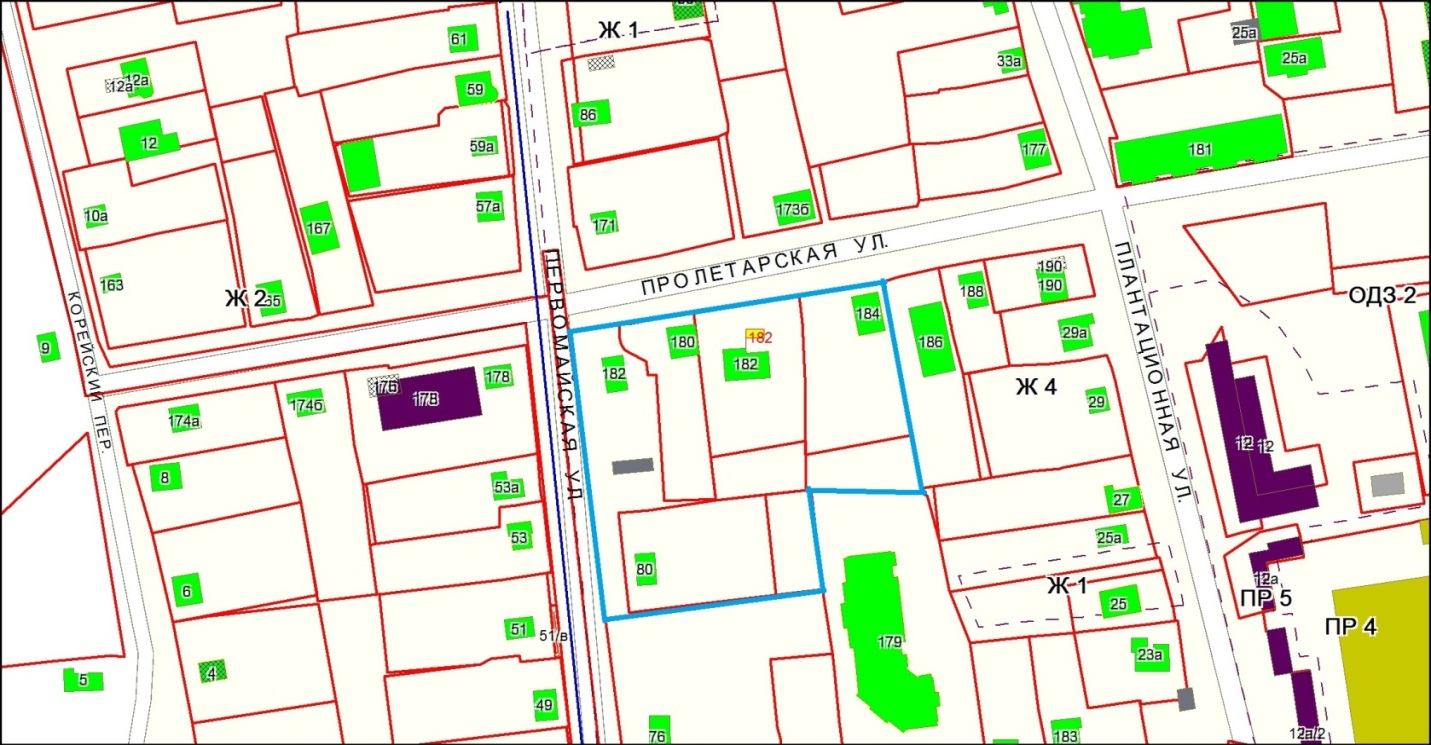 61
Ж 1
25а
12а
12а
59
33а
25а
86
12
59а
177
181
10а
57а
173б
171
167
ПРОЛЕТАРСКАЯ УЛ.
163
Ж 2
ПЕРВОМАЙСКАЯ УЛ
ПЛАНТАЦИОННАЯ УЛ.
КОРЕЙСКИЙ ПЕР.
190
190
188
ОДЗ 2
184
29а
186
180
182
182
182
9
178
176
178
Ж 4
174б
174а
29
12
12
8
53а
27
53
25а
80
6
Ж 1
12а
ПР 5
25
51
51/в
179
ПР 4
23а
4
5
49
76
183
12а/2